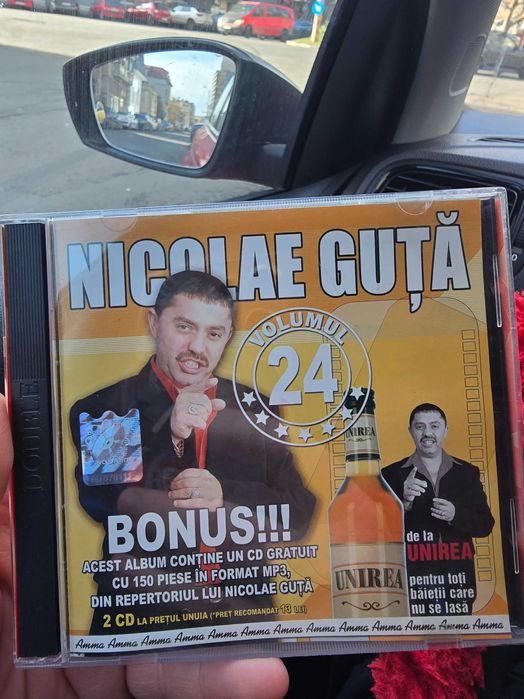 NICOLAE GUȚĂ
VOLUMUL
24
UNIREA
DOUBLE
BONUS!!!
ACEST ALBUM CONȚINE UN CD GRATUIT
CU 150 PIESE ÎN FORMAT MP3,
DIN REPERTORIUL LUI NICOLAE GUȚĂ
2 CD LA PREȚUL UNUIA (*PREȚ RECOMANDAT 13 LEI)
UNIREA
de la
UNIREA
pentru toți
băieții care
nu se lasă
Amma Amma Amma Amma Amma Amma Amma Amma Amma Amma Amma Amma Amma